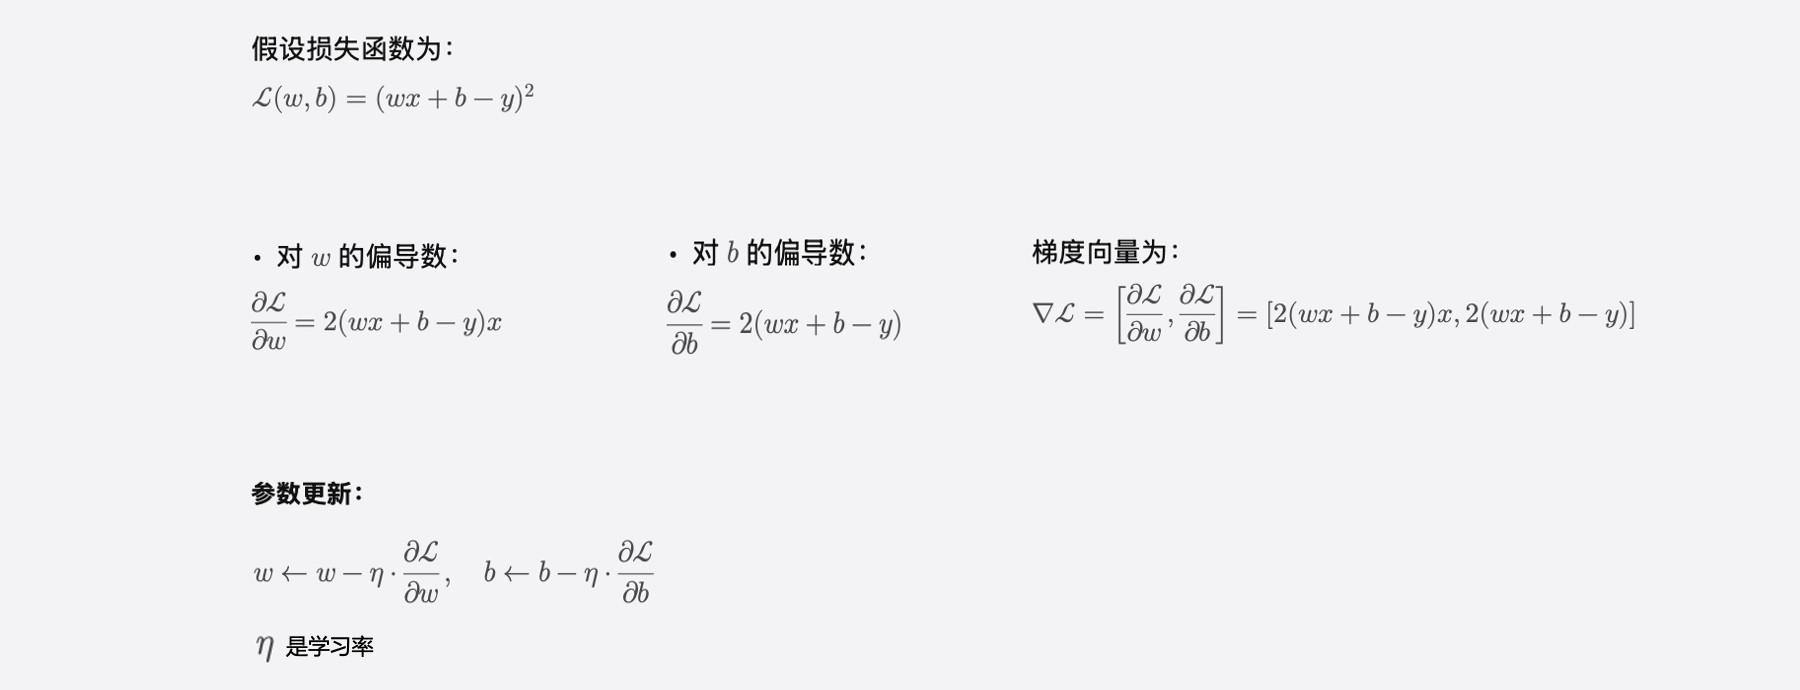 假设损失函数为：
$\mathcal{L}(w, b) = (wx + b - y)^2$
• 对 $w$ 的偏导数：
$\frac{\partial \mathcal{L}}{\partial w} = 2(wx + b - y)x$
• 对 $b$ 的偏导数：
$\frac{\partial \mathcal{L}}{\partial b} = 2(wx + b - y)$
梯度向量为：
$\nabla \mathcal{L} = \left[ \frac{\partial \mathcal{L}}{\partial w}, \frac{\partial \mathcal{L}}{\partial b} \right] = [2(wx + b - y)x, 2(wx + b - y)]$
参数更新：
$w \leftarrow w - \eta \cdot \frac{\partial \mathcal{L}}{\partial w}, \quad b \leftarrow b - \eta \cdot \frac{\partial \mathcal{L}}{\partial b}$
$\eta$ 是学习率